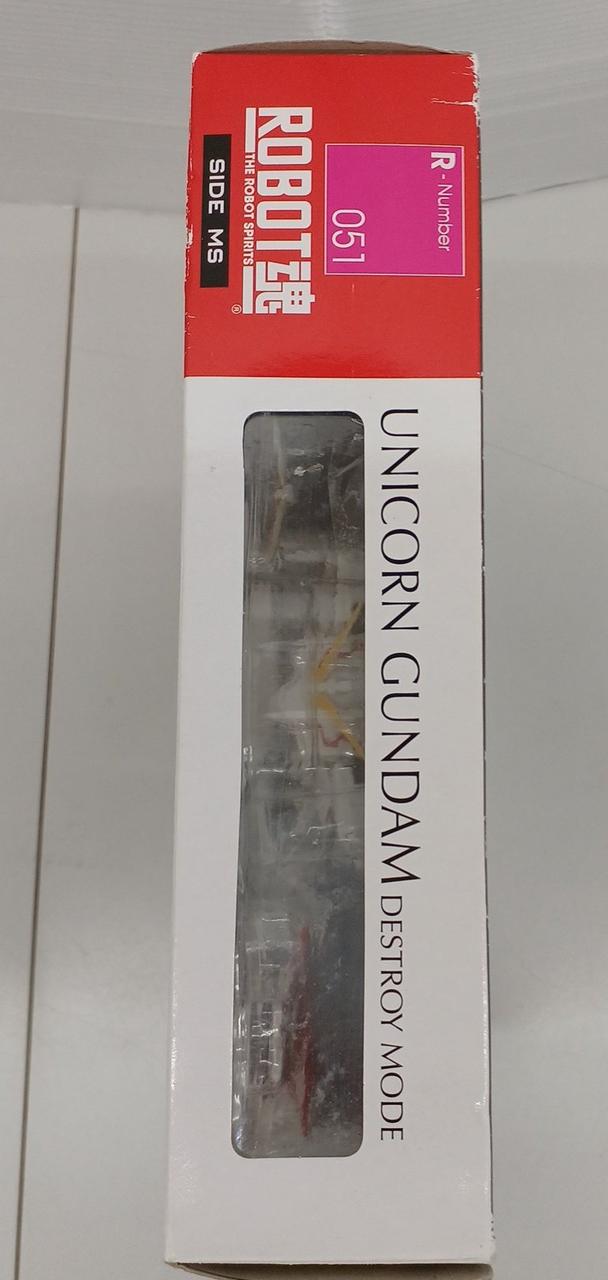 R-Number
051
ROBOT魂
THE ROBOT SPIRITS
®
SIDE MS
UNICORN GUNDAM DESTROY MODE